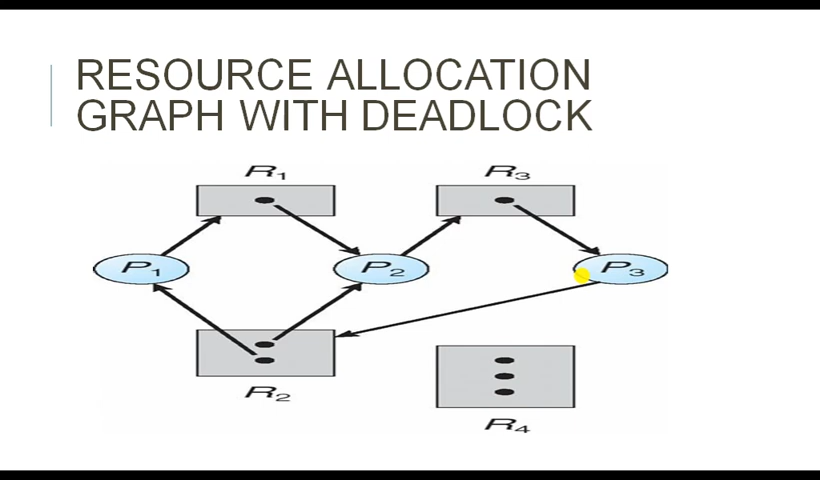 RESOURCE ALLOCATION
GRAPH WITH DEADLOCK
R₁
R₃
P₁
P₂
P₃
R₂
R₄